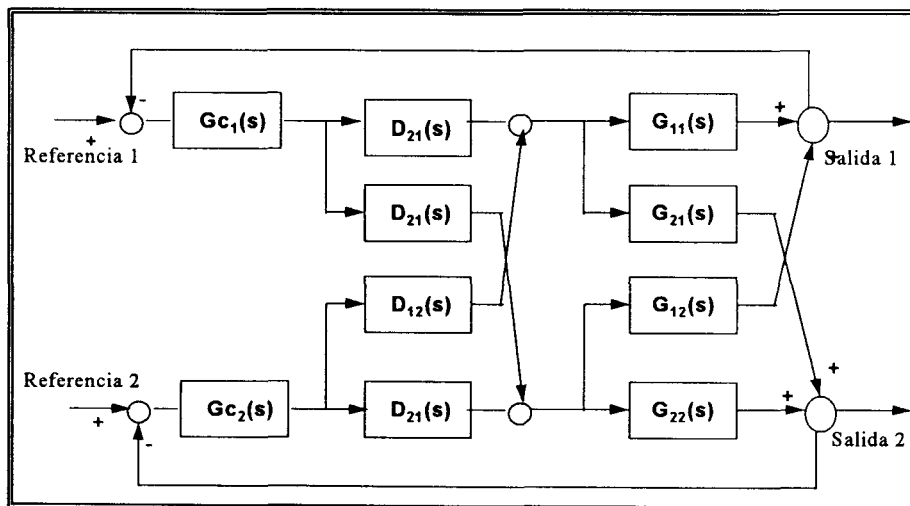 Gc₁(s)
D₂₁(s)
G₁₁(s)
+
-
+
Referencia 1
+
Salida 1
D₂₁(s)
G₂₁(s)
D₁₂(s)
G₁₂(s)
Referencia 2
+
Gc₂(s)
D₂₁(s)
G₂₂(s)
+
+
-
Salida 2